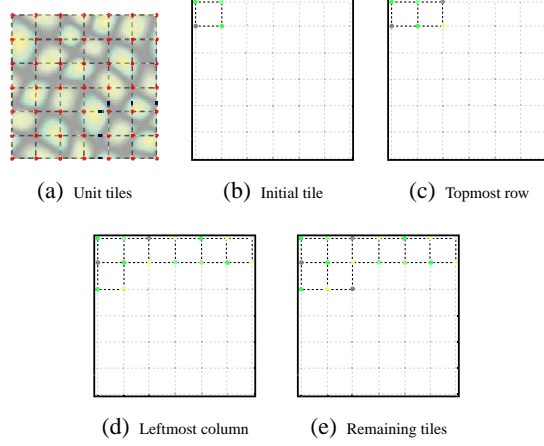 (a) Unit tiles
(b) Initial tile
(c) Topmost row
(d) Leftmost column
(e) Remaining tiles